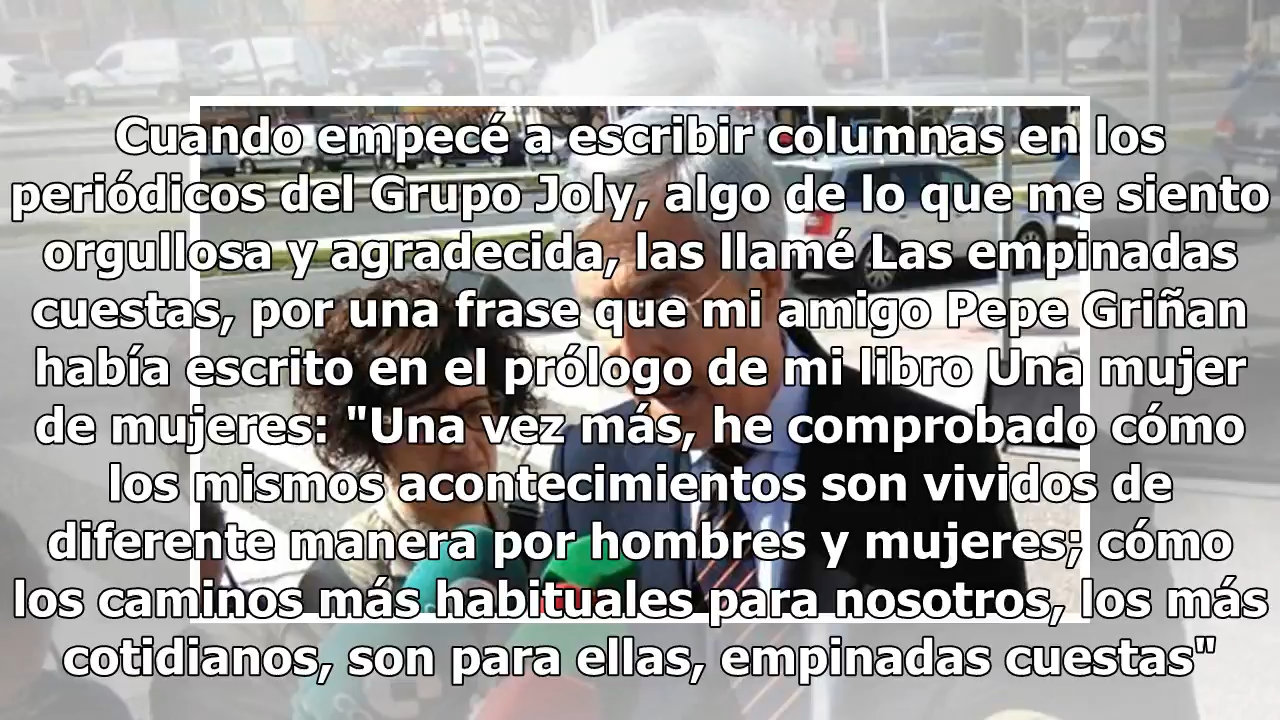 Cuando empecé a escribir columnas en los
periódicos del Grupo Joly, algo de lo que me siento
orgullosa y agradecida, las llamé Las empinadas
cuestas, por una frase que mi amigo Pepe Griñan
había escrito en el prólogo de mi libro Una mujer
de mujeres: "Una vez más, he comprobado cómo
los mismos acontecimientos son vividos de
diferente manera por hombres y mujeres; cómo
los caminos más habituales para nosotros, los más
cotidianos, son para ellas, empinadas cuestas"